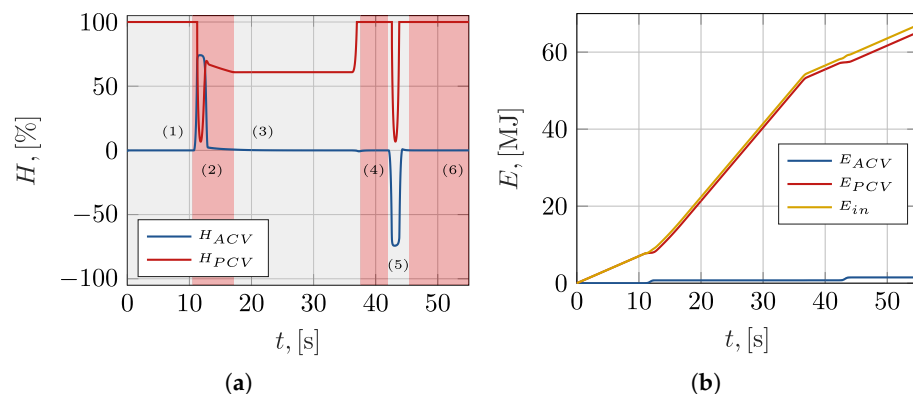 (a)
100
50
0
−50
−100
H, [%]
(1)
(2)
(3)
(4)
(5)
(6)
H_ACV
H_PCV
0 10 20 30 40 50
t, [s]
(a)
(b)
60
40
20
0
E, [MJ]
E_ACV
E_PCV
E_in
0 10 20 30 40 50
t, [s]
(b)